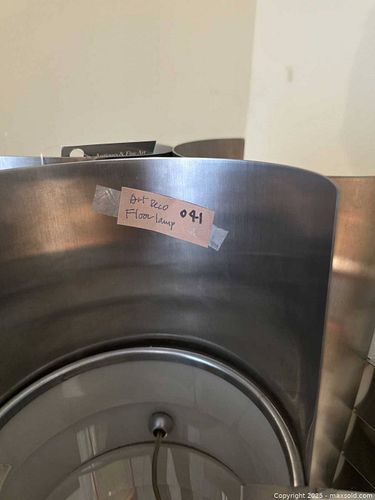 Antiques & Fine Art
Art Deco
Floor Lamp
041
Copyright 2025 - maxsold.com